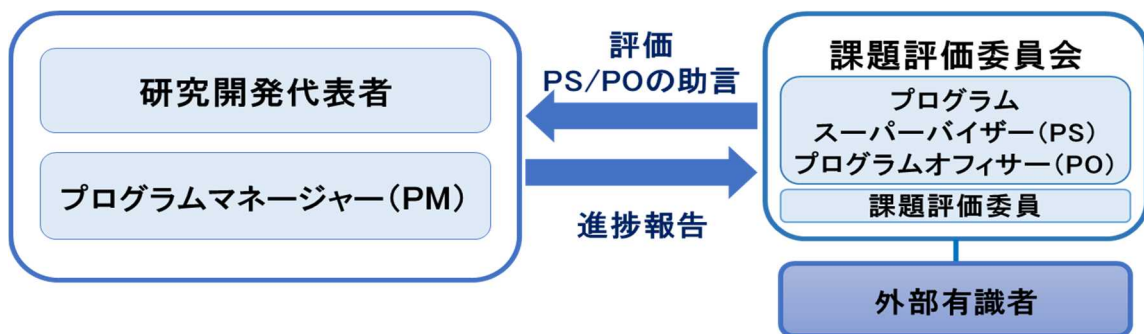 研究開発代表者
プログラムマネージャー(PM)
評価
PS/POの助言
進捗報告
課題評価委員会
プログラム
スーパーバイザー(PS)
プログラムオフィサー(PO)
課題評価委員
外部有識者